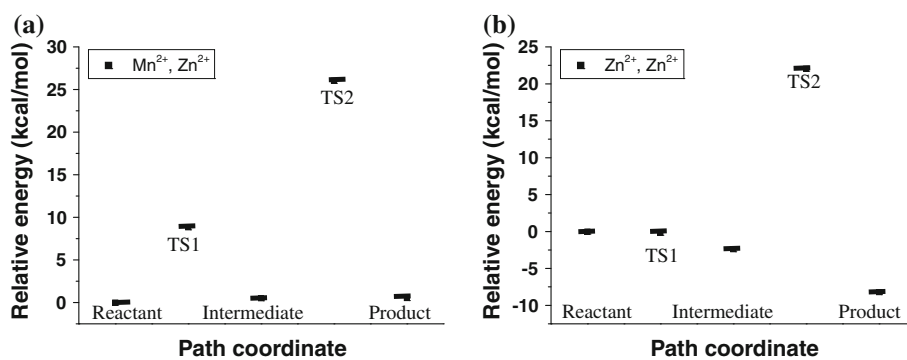 (a)
Relative energy (kcal/mol)
30
25
20
15
10
5
0
Mn²⁺, Zn²⁺
TS2
TS1
Reactant Intermediate Product
Path coordinate
(b)
Relative energy (kcal/mol)
25
20
15
10
5
0
-5
-10
Zn²⁺, Zn²⁺
TS2
TS1
Reactant Intermediate Product
Path coordinate